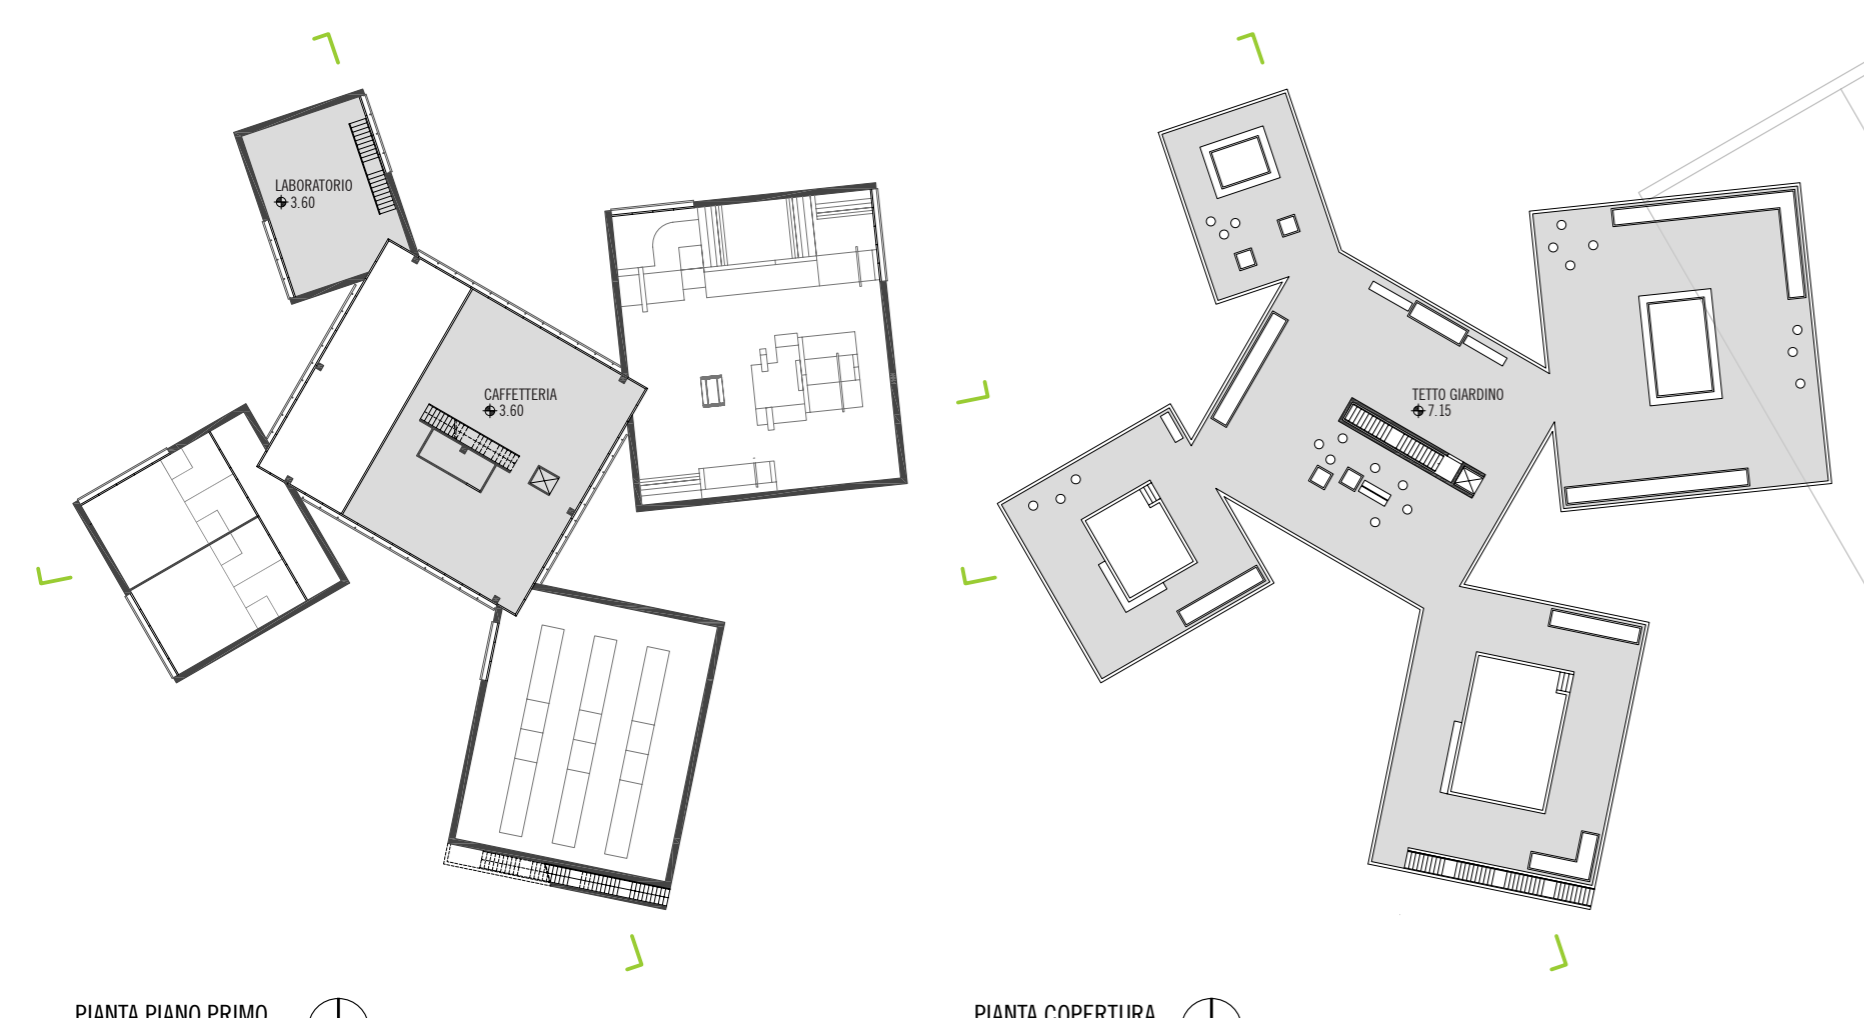 LABORATORIO
3.60
CAFFETTERIA
3.60
TETTO GIARDINO
7.15
PIANTA PIANO PRIMO
PIANTA COPERTURA